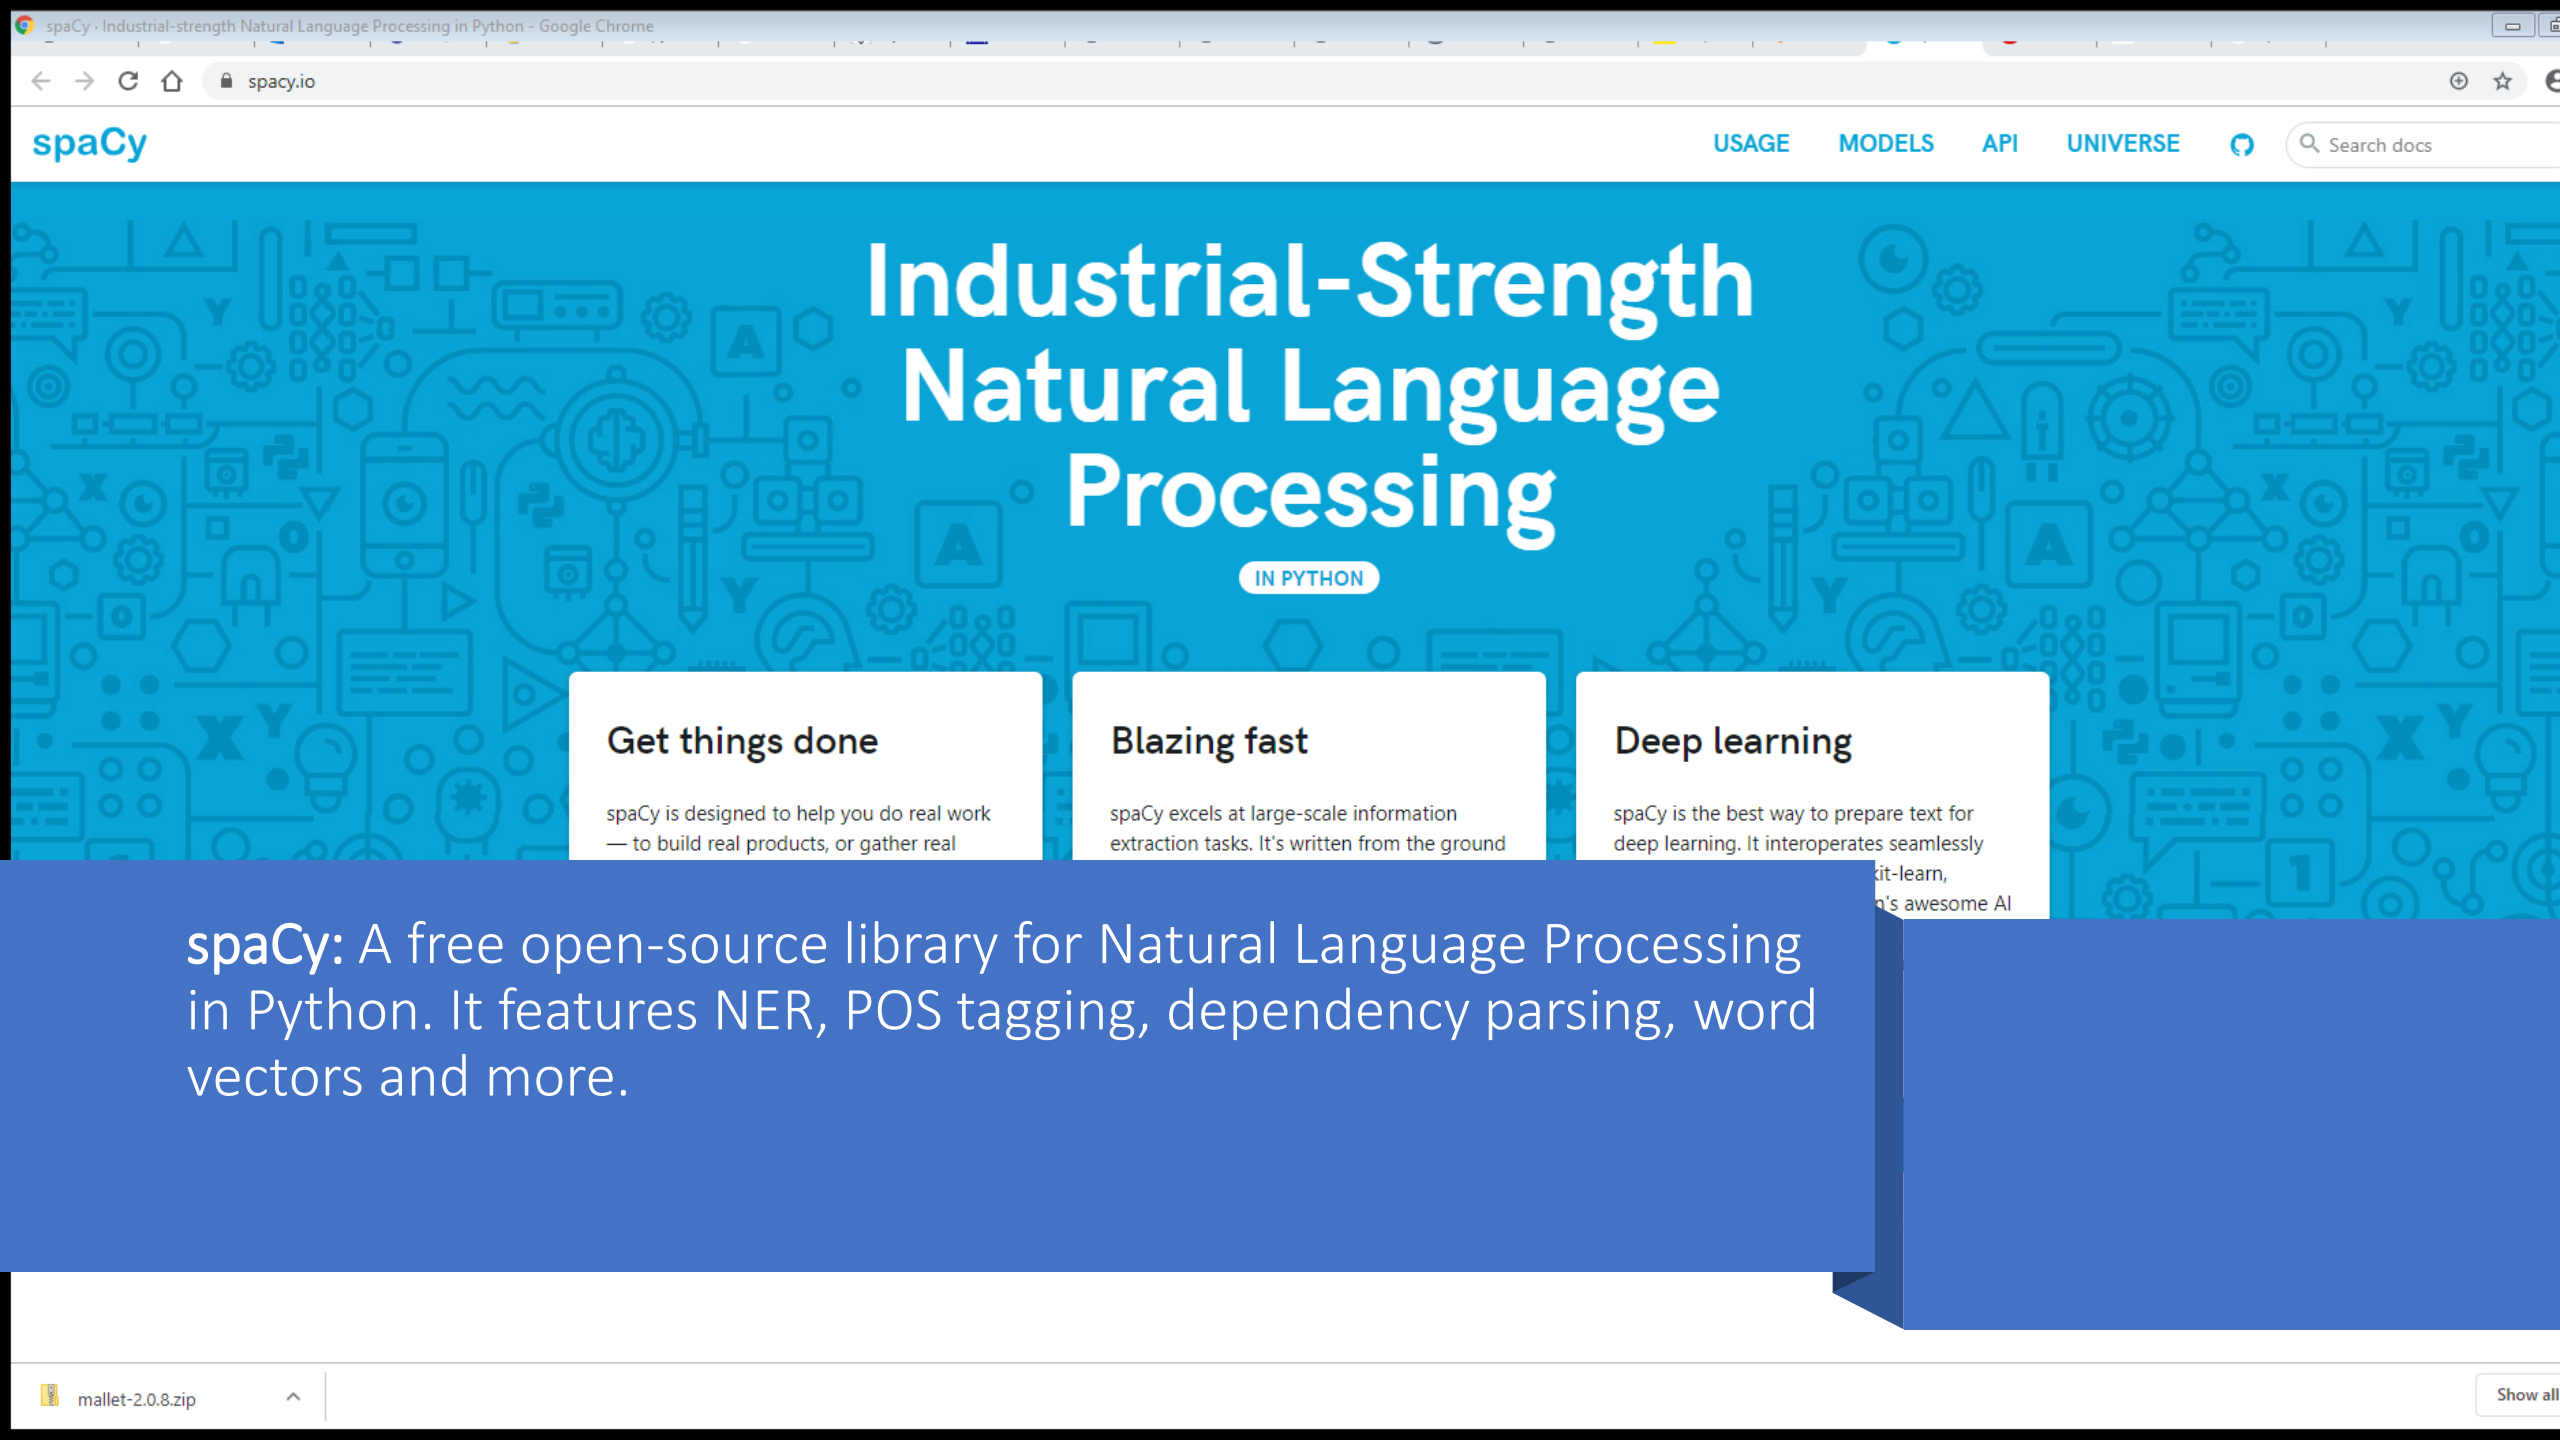 spaCy · Industrial-strength Natural Language Processing in Python - Google Chrome
spacy.io
spaCy
USAGE MODELS API UNIVERSE Search docs
Industrial-Strength
Natural Language
Processing
IN PYTHON
Get things done
spaCy is designed to help you do real work
— to build real products, or gather real
Blazing fast
spaCy excels at large-scale information
extraction tasks. It's written from the ground
Deep learning
spaCy is the best way to prepare text for
deep learning. It interoperates seamlessly
kit-learn,
n's awesome AI
spaCy: A free open-source library for Natural Language Processing
in Python. It features NER, POS tagging, dependency parsing, word
vectors and more.
mallet-2.0.8.zip
Show all